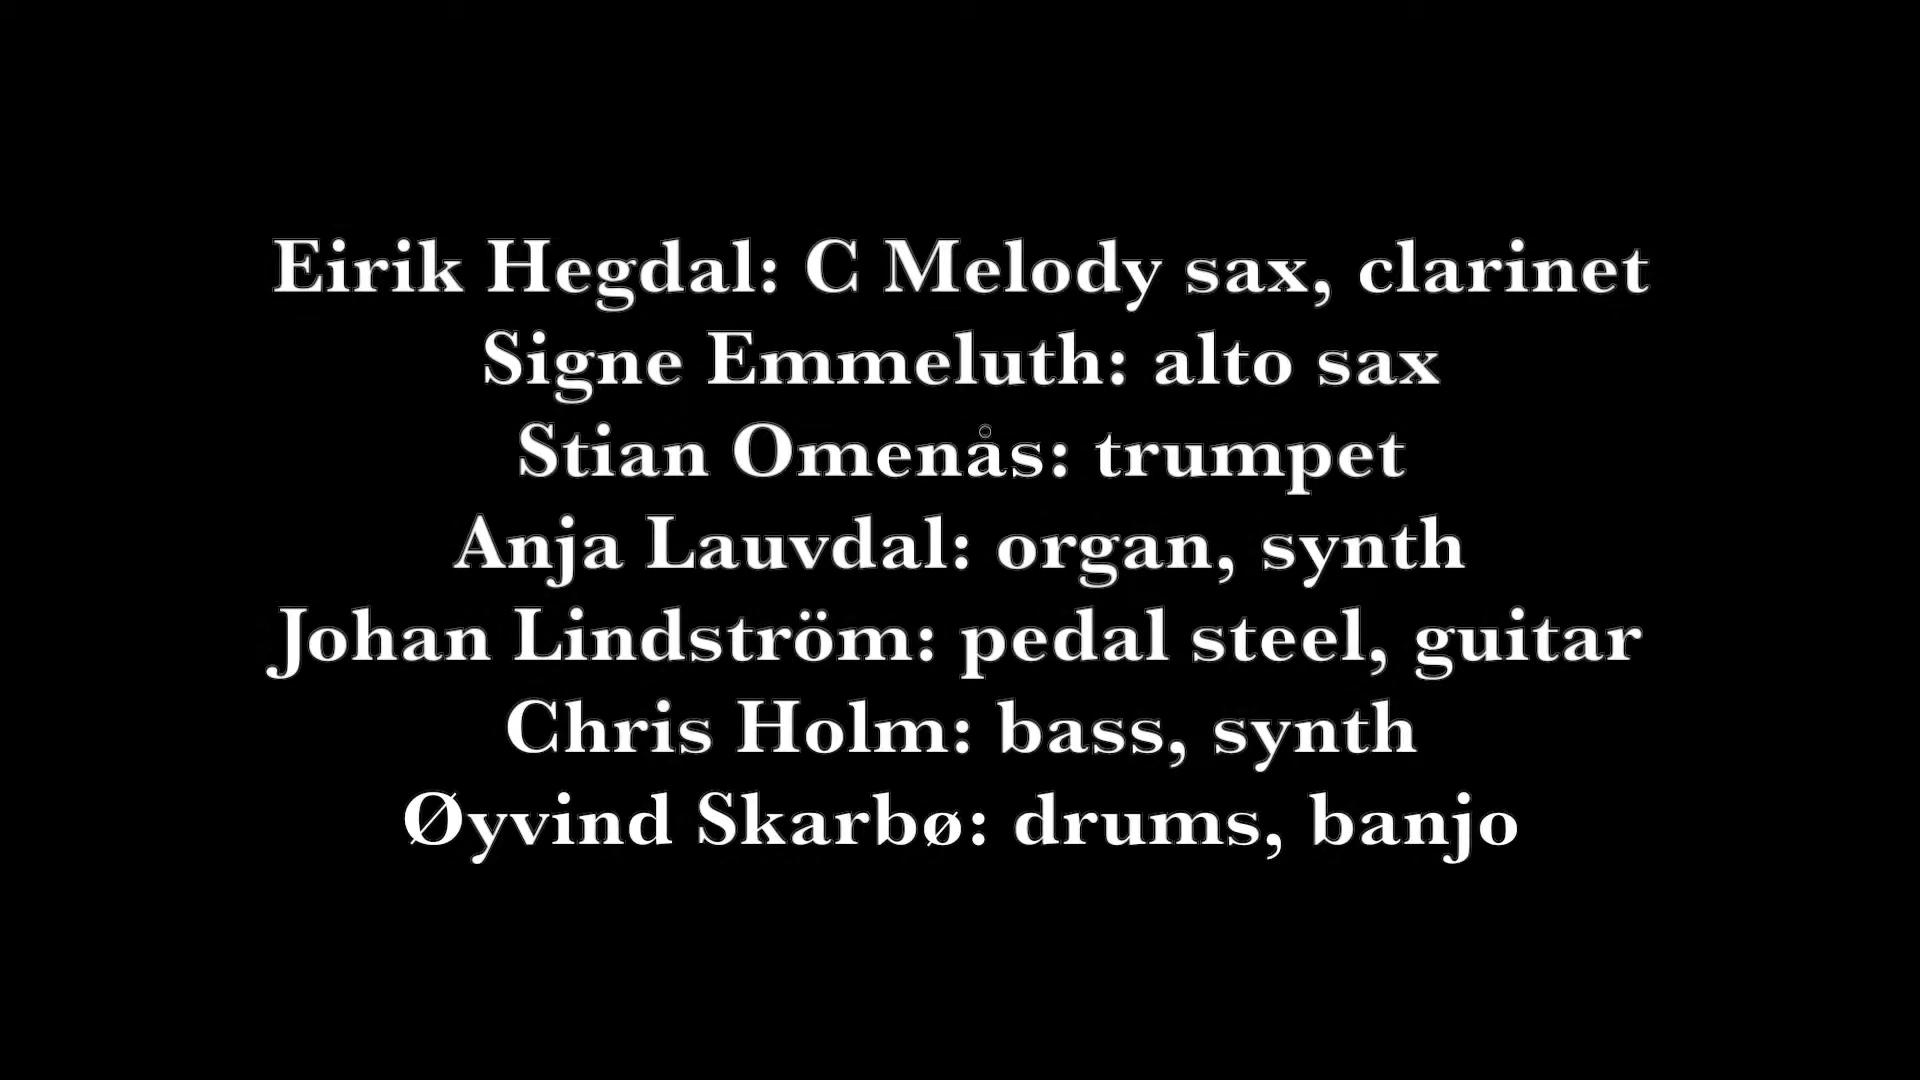 Eirik Hegdal: C Melody sax, clarinet
Signe Emmeluth: alto sax
Stian Omenås: trumpet
Anja Lauvdal: organ, synth
Johan Lindström: pedal steel, guitar
Chris Holm: bass, synth
Øyvind Skarbø: drums, banjo